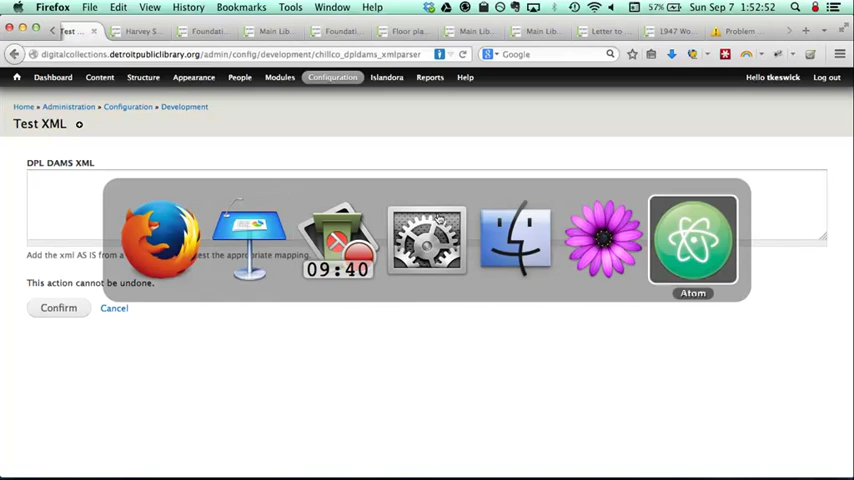 Firefox File Edit View History Bookmarks Tools Window Help 57% Sun Sep 7 1:52:52
Test ... Harvey S... Foundati... Main Lib... Foundati... Floor pla... Main Lib... Main Lib... Letter to ... 1947 Wo... Problem ...
digitalcollections.detroitpubliclibrary.org/admin/config/development/chillco_dpldams_xmlparser Google
Dashboard Content Structure Appearance People Modules Configuration Islandora Reports Help Hello tkeswick Log out
Home » Administration » Configuration » Development
Test XML
DPL DAMS XML
09:40
Add the xml AS IS from a
est the appropriate mapping.
This action cannot be undone.
Atom
Confirm Cancel